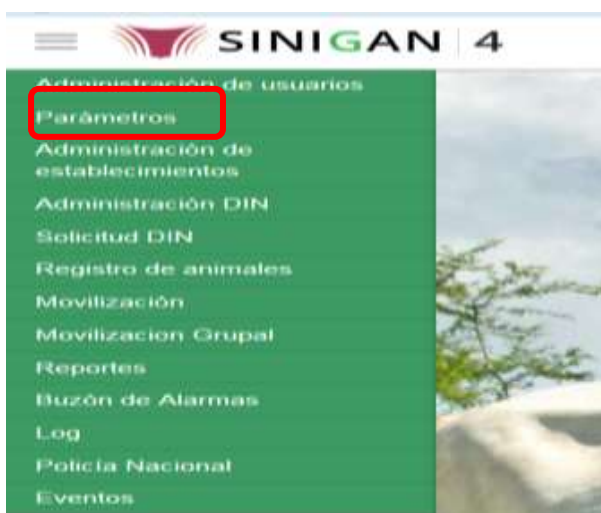 SINIGAN 4
Administración de usuarios
Parámetros
Administración de
establecimientos
Administración DIN
Solicitud DIN
Registro de animales
Movilización
Movilizacion Grupal
Reportes
Buzón de Alarmas
Log
Policía Nacional
Eventos